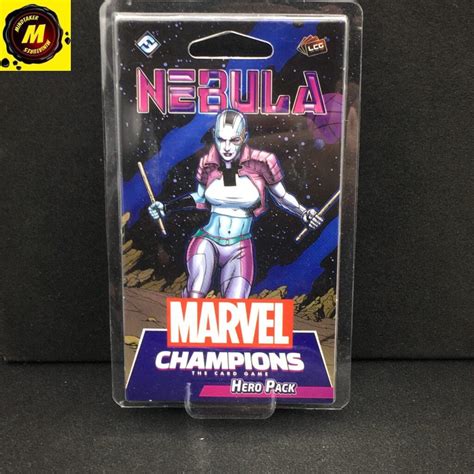 M
LCG
NEBULA
MARVEL
CHAMPIONS
THE CARD GAME
HERO PACK